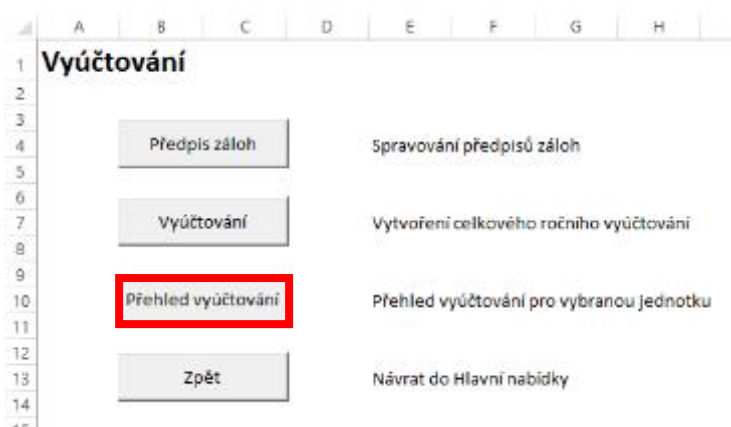 A B C D E F G H
1 Vyúčtování
2
3
4 Předpis záloh Spravování předpisů záloh
5
6
7 Vyúčtování Vytvoření celkového ročního vyúčtování
8
9
10 Přehled vyúčtování Přehled vyúčtování pro vybranou jednotku
11
12
13 Zpět Návrat do Hlavní nabídky
14